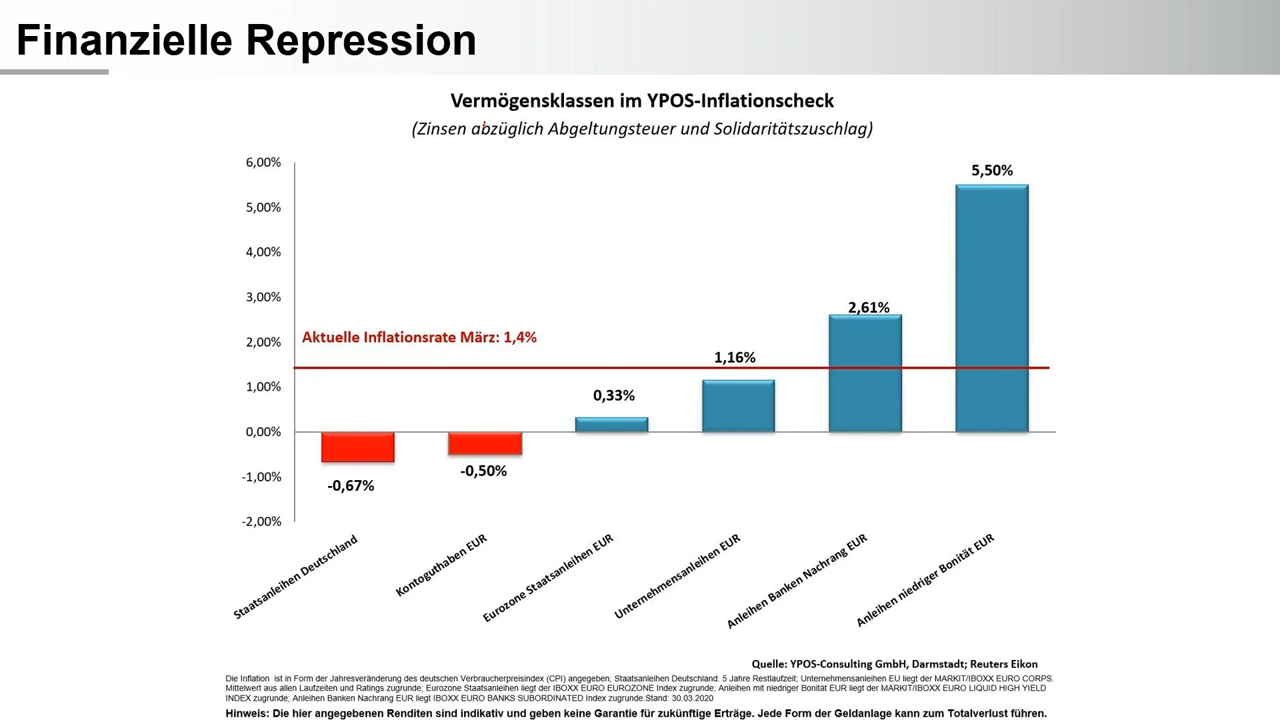 Finanzielle Repression
Vermögensklassen im YPOS-Inflationscheck
(Zinsen abzüglich Abgeltungsteuer und Solidaritätszuschlag)
6,00%
5,00%
4,00%
3,00%
2,00%
1,00%
0,00%
-1,00%
-2,00%
Aktuelle Inflationsrate März: 1,4%
-0,67%
-0,50%
0,33%
1,16%
2,61%
5,50%
Staatsanleihen Deutschland
Kontoguthaben EUR
Eurozone Staatsanleihen EUR
Unternehmensanleihen EUR
Anleihen Banken Nachrang EUR
Anleihen niedriger Bonität EUR
Quelle: YPOS-Consulting GmbH, Darmstadt; Reuters Eikon
Die Inflation ist in Form der Jahresveränderung des deutschen Verbraucherpreisindex (CPI) angegeben; Staatsanleihen Deutschland: 5 Jahre Restlaufzeit; Unternehmensanleihen EU liegt der MARKIT/IBOXX EURO CORPS.
Mittelwert aus allen Laufzeiten und Ratings zugrunde; Eurozone Staatsanleihen liegt der IBOXX EURO EUROZONE Index zugrunde; Anleihen mit niedriger Bonität EUR liegt der MARKIT/IBOXX EURO LIQUID HIGH YIELD
INDEX zugrunde; Anleihen Banken Nachrang EUR liegt IBOXX EURO BANKS SUBORDINATED Index zugrunde.Stand: 30.03.2020
Hinweis: Die hier angegebenen Renditen sind indikativ und geben keine Garantie für zukünftige Erträge. Jede Form der Geldanlage kann zum Totalverlust führen.